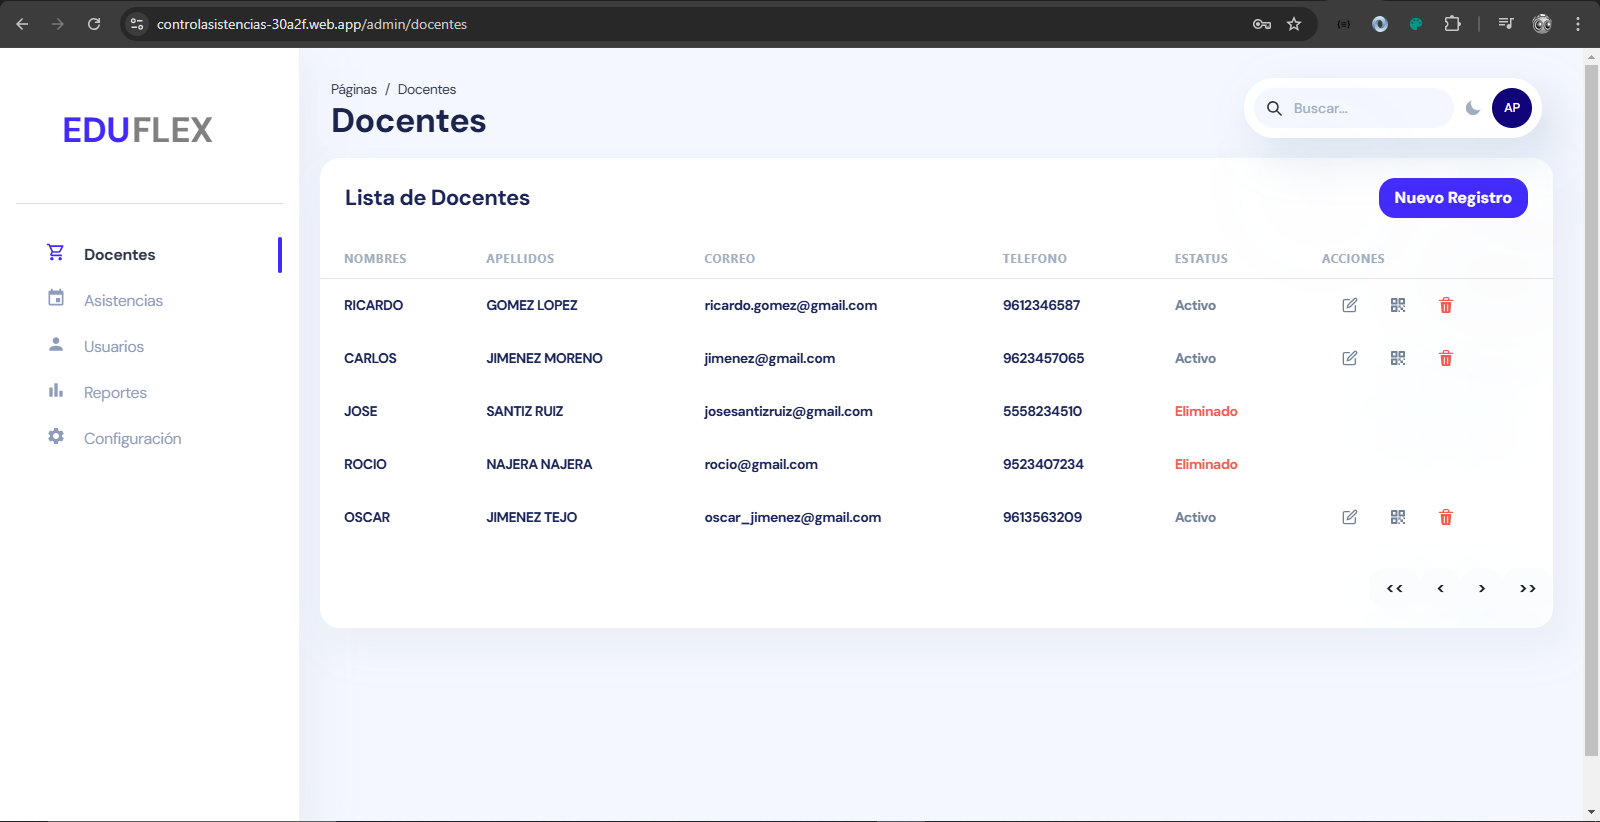 controlasistencias-30a2f.web.app/admin/docentes
EDUFLEX
Docentes
Asistencias
Usuarios
Reportes
Configuración
Páginas / Docentes
Docentes
Buscar...
AP
Lista de Docentes
Nuevo Registro
NOMBRES APELLIDOS CORREO TELEFONO ESTATUS ACCIONES
RICARDO GOMEZ LOPEZ ricardo.gomez@gmail.com 9612346587 Activo
CARLOS JIMENEZ MORENO jimenez@gmail.com 9623457065 Activo
JOSE SANTIZ RUIZ josesantizruiz@gmail.com 5558234510 Eliminado
ROCIO NAJERA NAJERA rocio@gmail.com 9523407234 Eliminado
OSCAR JIMENEZ TEJO oscar_jimenez@gmail.com 9613563209 Activo
<< < > >>